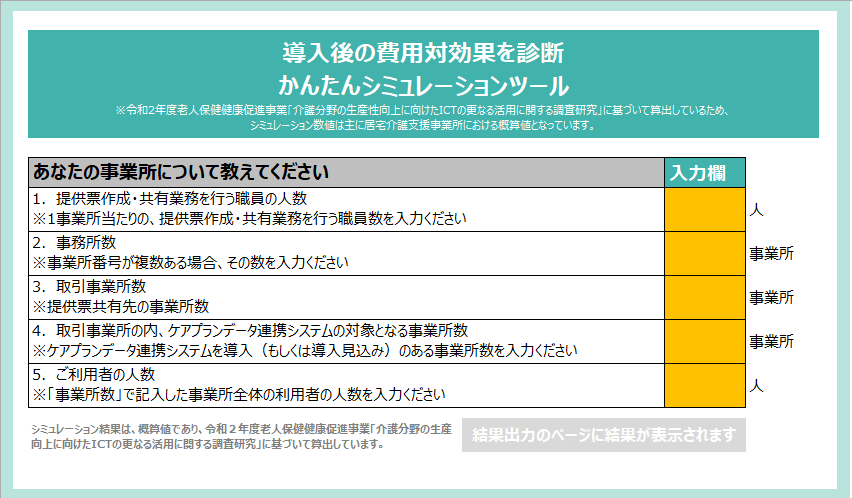 導入後の費用対効果を診断
かんたんシミュレーションツール
※令和2年度老人保健健康促進事業「介護分野の生産性向上に向けたICTの更なる活用に関する調査研究」に基づいて算出しているため、
シミュレーション数値は主に居宅介護支援事業所における概算値となっています。
あなたの事業所について教えてください 入力欄
1．提供票作成・共有業務を行う職員の人数
※1事業所当たりの、提供票作成・共有業務を行う職員数を入力ください
人
2．事務所数
※事業所番号が複数ある場合、その数を入力ください
事業所
3．取引事業所数
※提供票共有先の事業所数
事業所
4．取引事業所の内、ケアプランデータ連携システムの対象となる事業所数
※ケアプランデータ連携システムを導入（もしくは導入見込み）のある事業所数を入力ください
事業所
5．ご利用者の人数
※「事業所数」で記入した事業所全体の利用者の人数を入力ください
人
シミュレーション結果は、概算値であり、令和２年度老人保健健康促進事業「介護分野の生産
向上に向けたICTの更なる活用に関する調査研究」に基づいて算出しています。
結果出力のページに結果が表示されます